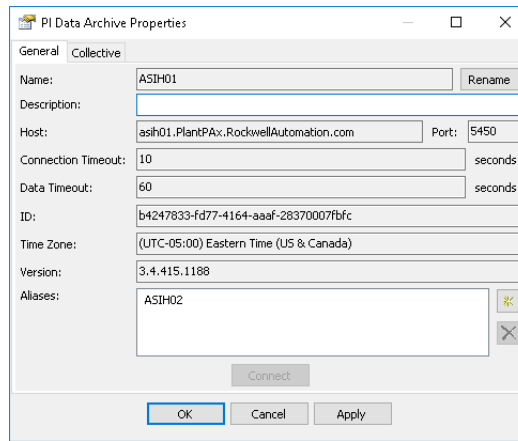 PI Data Archive Properties
General Collective
Name: ASIH01 Rename
Description:
Host: asih01.PlantPAx.RockwellAutomation.com Port: 5450
Connection Timeout: 10 seconds
Data Timeout: 60 seconds
ID: b4247833-fd77-4164-aaaf-28370007fbfc
Time Zone: (UTC-05:00) Eastern Time (US & Canada)
Version: 3.4.415.1188
Aliases: ASIH02
Connect
OK Cancel Apply